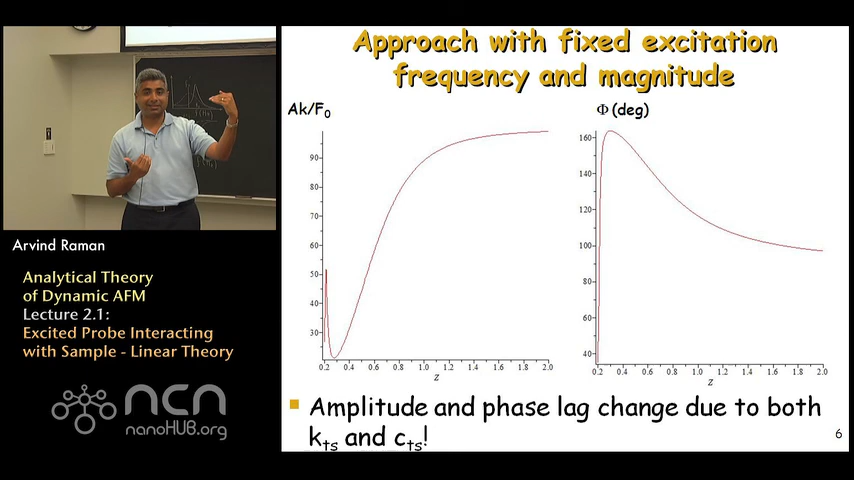 Approach with fixed excitation
frequency and magnitude
Ak/F0
90
80
70
60
50
40
30
0.2 0.4 0.6 0.8 1.0 1.2 1.4 1.6 1.8 2.0
Z
Φ (deg)
160
140
120
100
80
60
40
0.2 0.4 0.6 0.8 1.0 1.2 1.4 1.6 1.8 2.0
Z
Amplitude and phase lag change due to both
kts and cts!
6
Arvind Raman
Analytical Theory
of Dynamic AFM
Lecture 2.1:
Excited Probe Interacting
with Sample - Linear Theory
ncn
nanoHUB.org